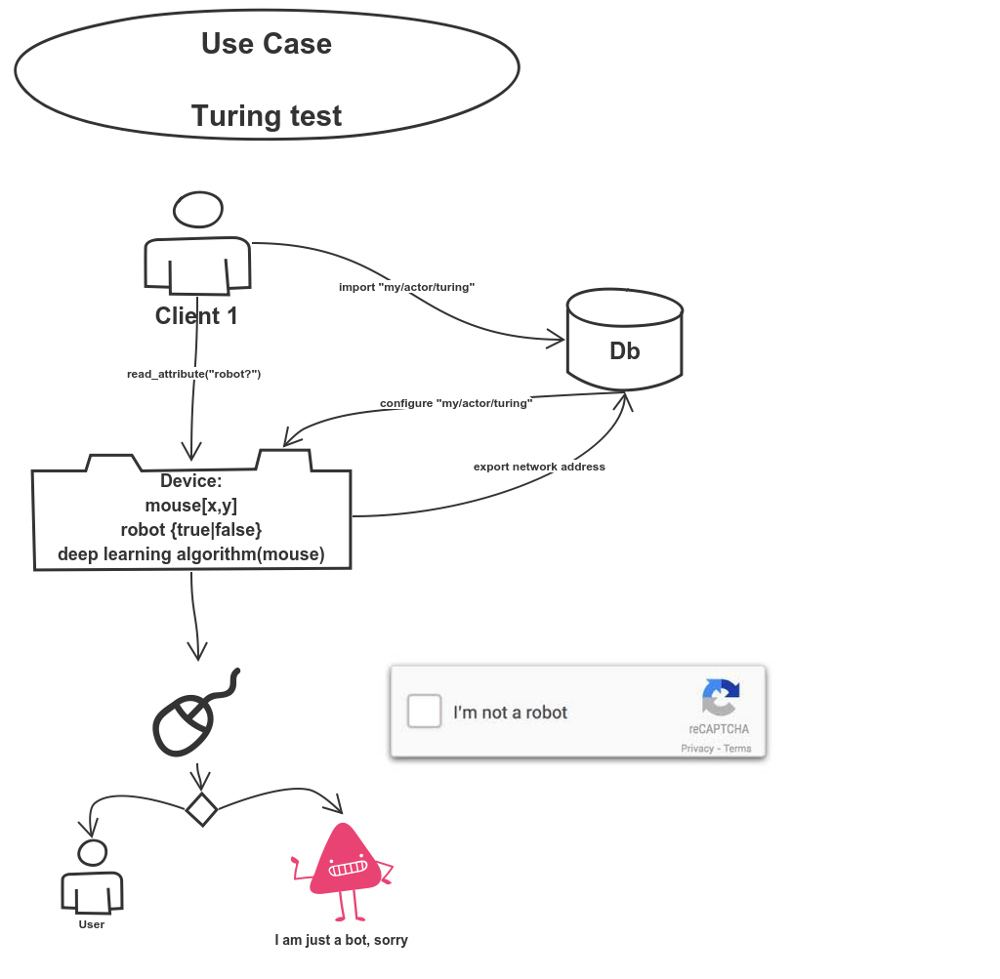 Use Case
Turing test
import "my/actor/turing"
Client 1
Db
read_attribute("robot?")
configure "my/actor/turing"
export network address
Device:
mouse[x,y]
robot {true|false}
deep learning algorithm(mouse)
I'm not a robot
reCAPTCHA
Privacy - Terms
User
I am just a bot, sorry